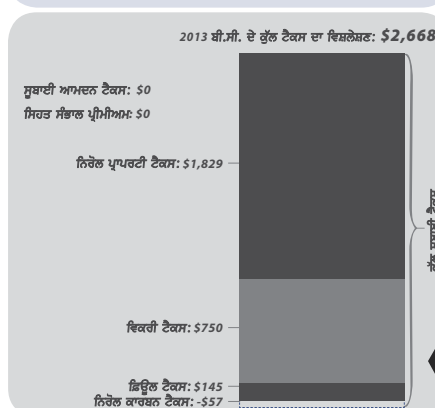 2013 ਬੀ.ਸੀ. ਦੇ ਕੁੱਲ ਟੈਕਸ ਦਾ ਵਿਸ਼ਲੇਸ਼ਣ: $2,668
ਸੂਬਾਈ ਆਮਦਨ ਟੈਕਸ: $0
ਸਿਹਤ ਸੰਭਾਲ ਪ੍ਰੀਮੀਅਮ: $0
ਨਿਰੋਲ ਪ੍ਰਾਪਰਟੀ ਟੈਕਸ: $1,829
ਵਿਕਰੀ ਟੈਕਸ: $750
ਫ਼ਿਊਲ ਟੈਕਸ: $145
ਨਿਰੋਲ ਕਾਰਬਨ ਟੈਕਸ: -$57